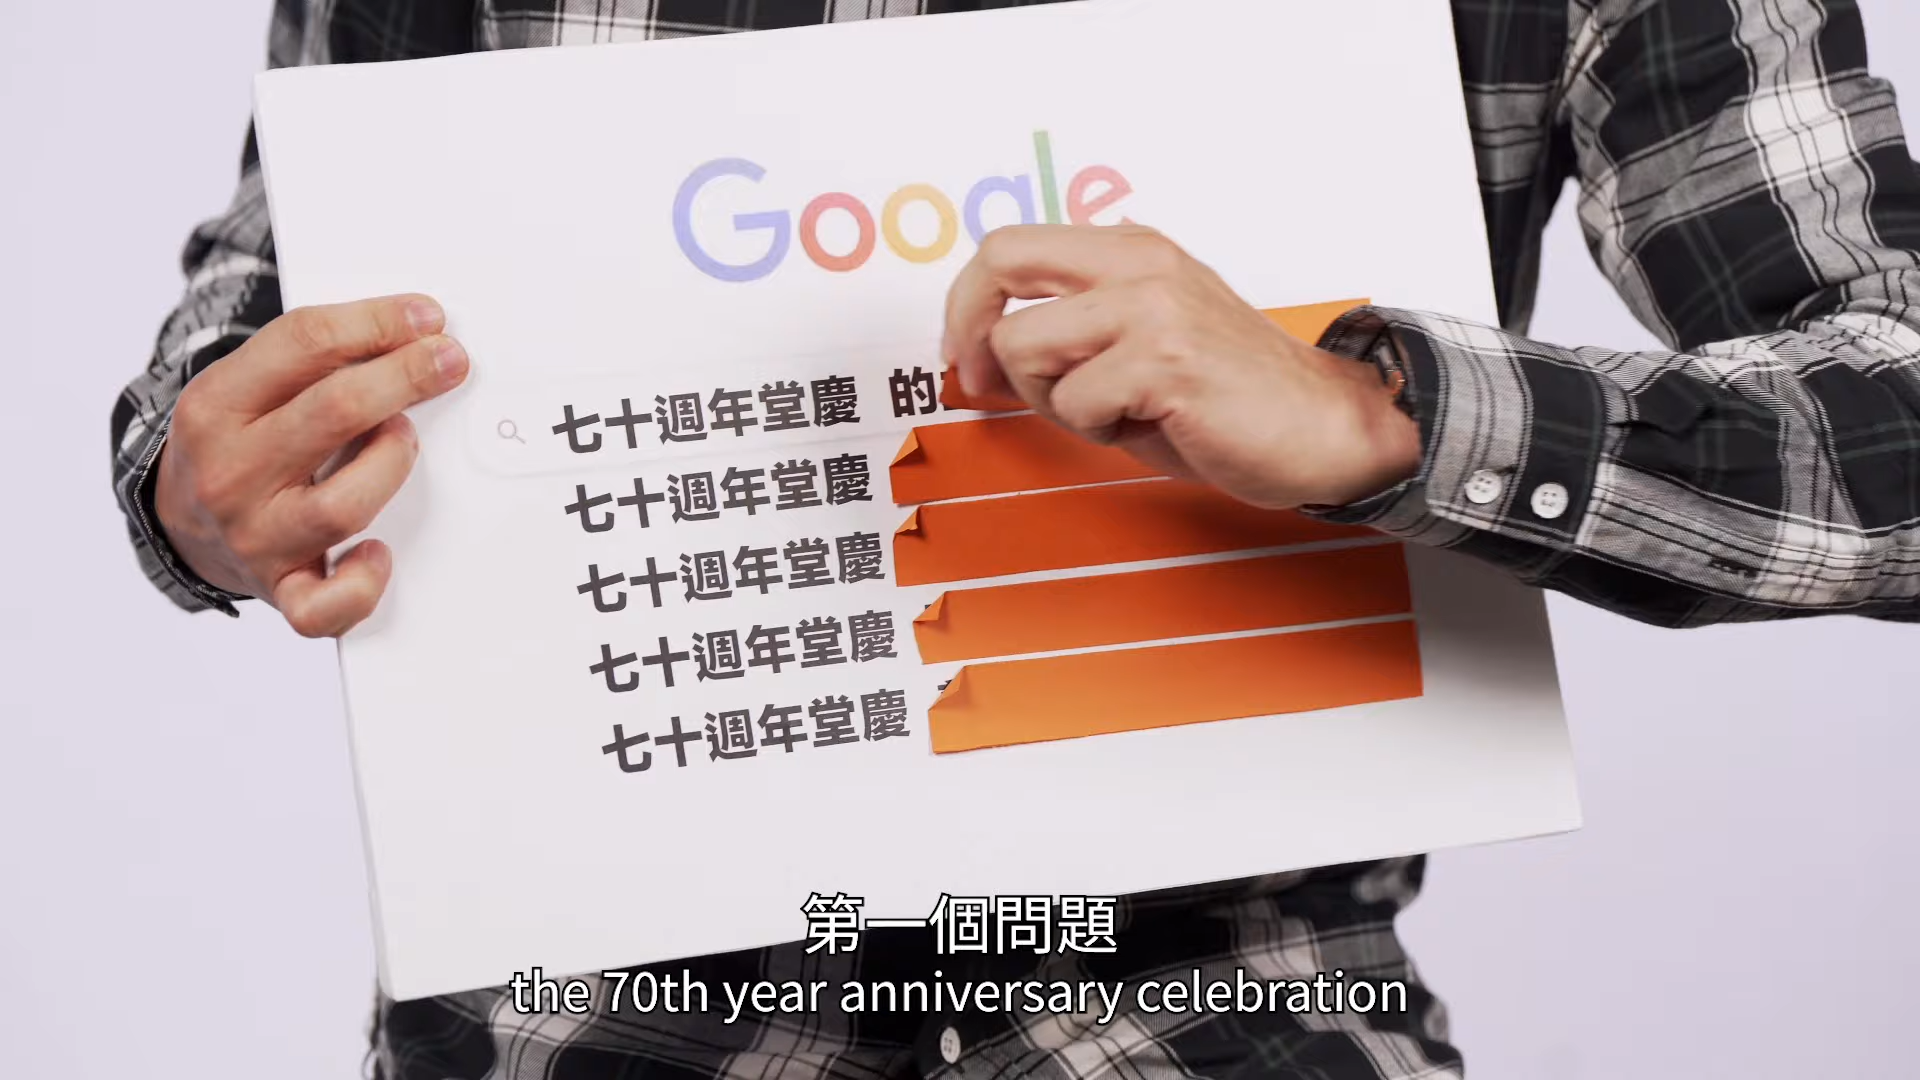 Google
七十週年堂慶 的
七十週年堂慶
七十週年堂慶
七十週年堂慶
七十週年堂慶
第一個問題
the 70th year anniversary celebration